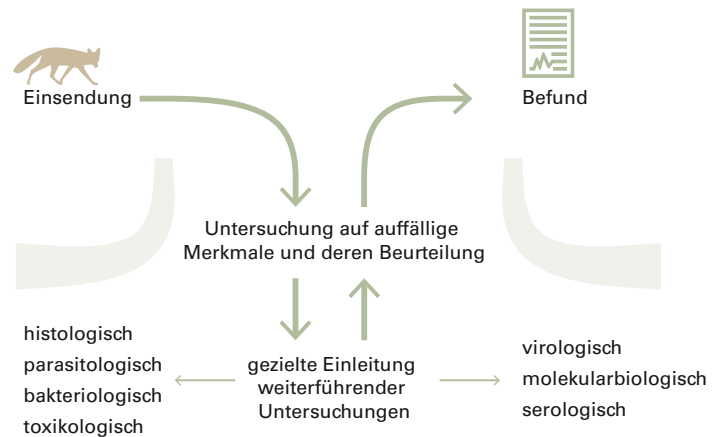 Einsendung
Befund
Untersuchung auf auffällige
Merkmale und deren Beurteilung
histologisch
parasitologisch
bakteriologisch
toxikologisch
gezielte Einleitung
weiterführender
Untersuchungen
virologisch
molekularbiologisch
serologisch